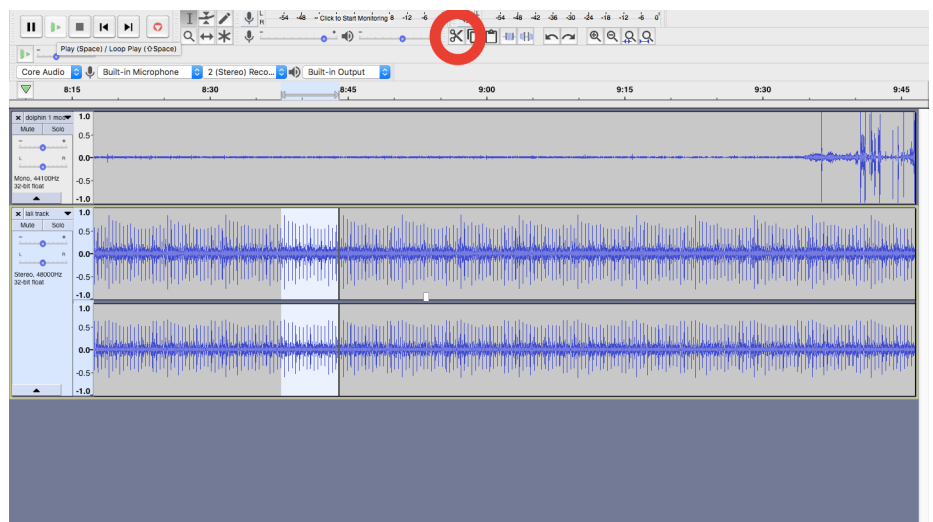 L
R
-54 -48 - Click to Start Monitoring 8 -12 -6
-54 -48 -42 -36 -30 -24 -18 -12 -6 0
Play (Space) / Loop Play (⇧Space)
Core Audio Built-in Microphone 2 (Stereo) Reco... Built-in Output
8:15 8:30 8:45 9:00 9:15 9:30 9:45
× dolphin 1 mod
Mute Solo
- +
L R
Mono, 44100Hz
32-bit float
1.0
0.5-
0.0-
-0.5-
-1.0
× lali track
Mute Solo
- +
L R
Stereo, 48000Hz
32-bit float
1.0
0.5-
0.0-
-0.5-
-1.0
1.0
0.5-
0.0-
-0.5-
-1.0